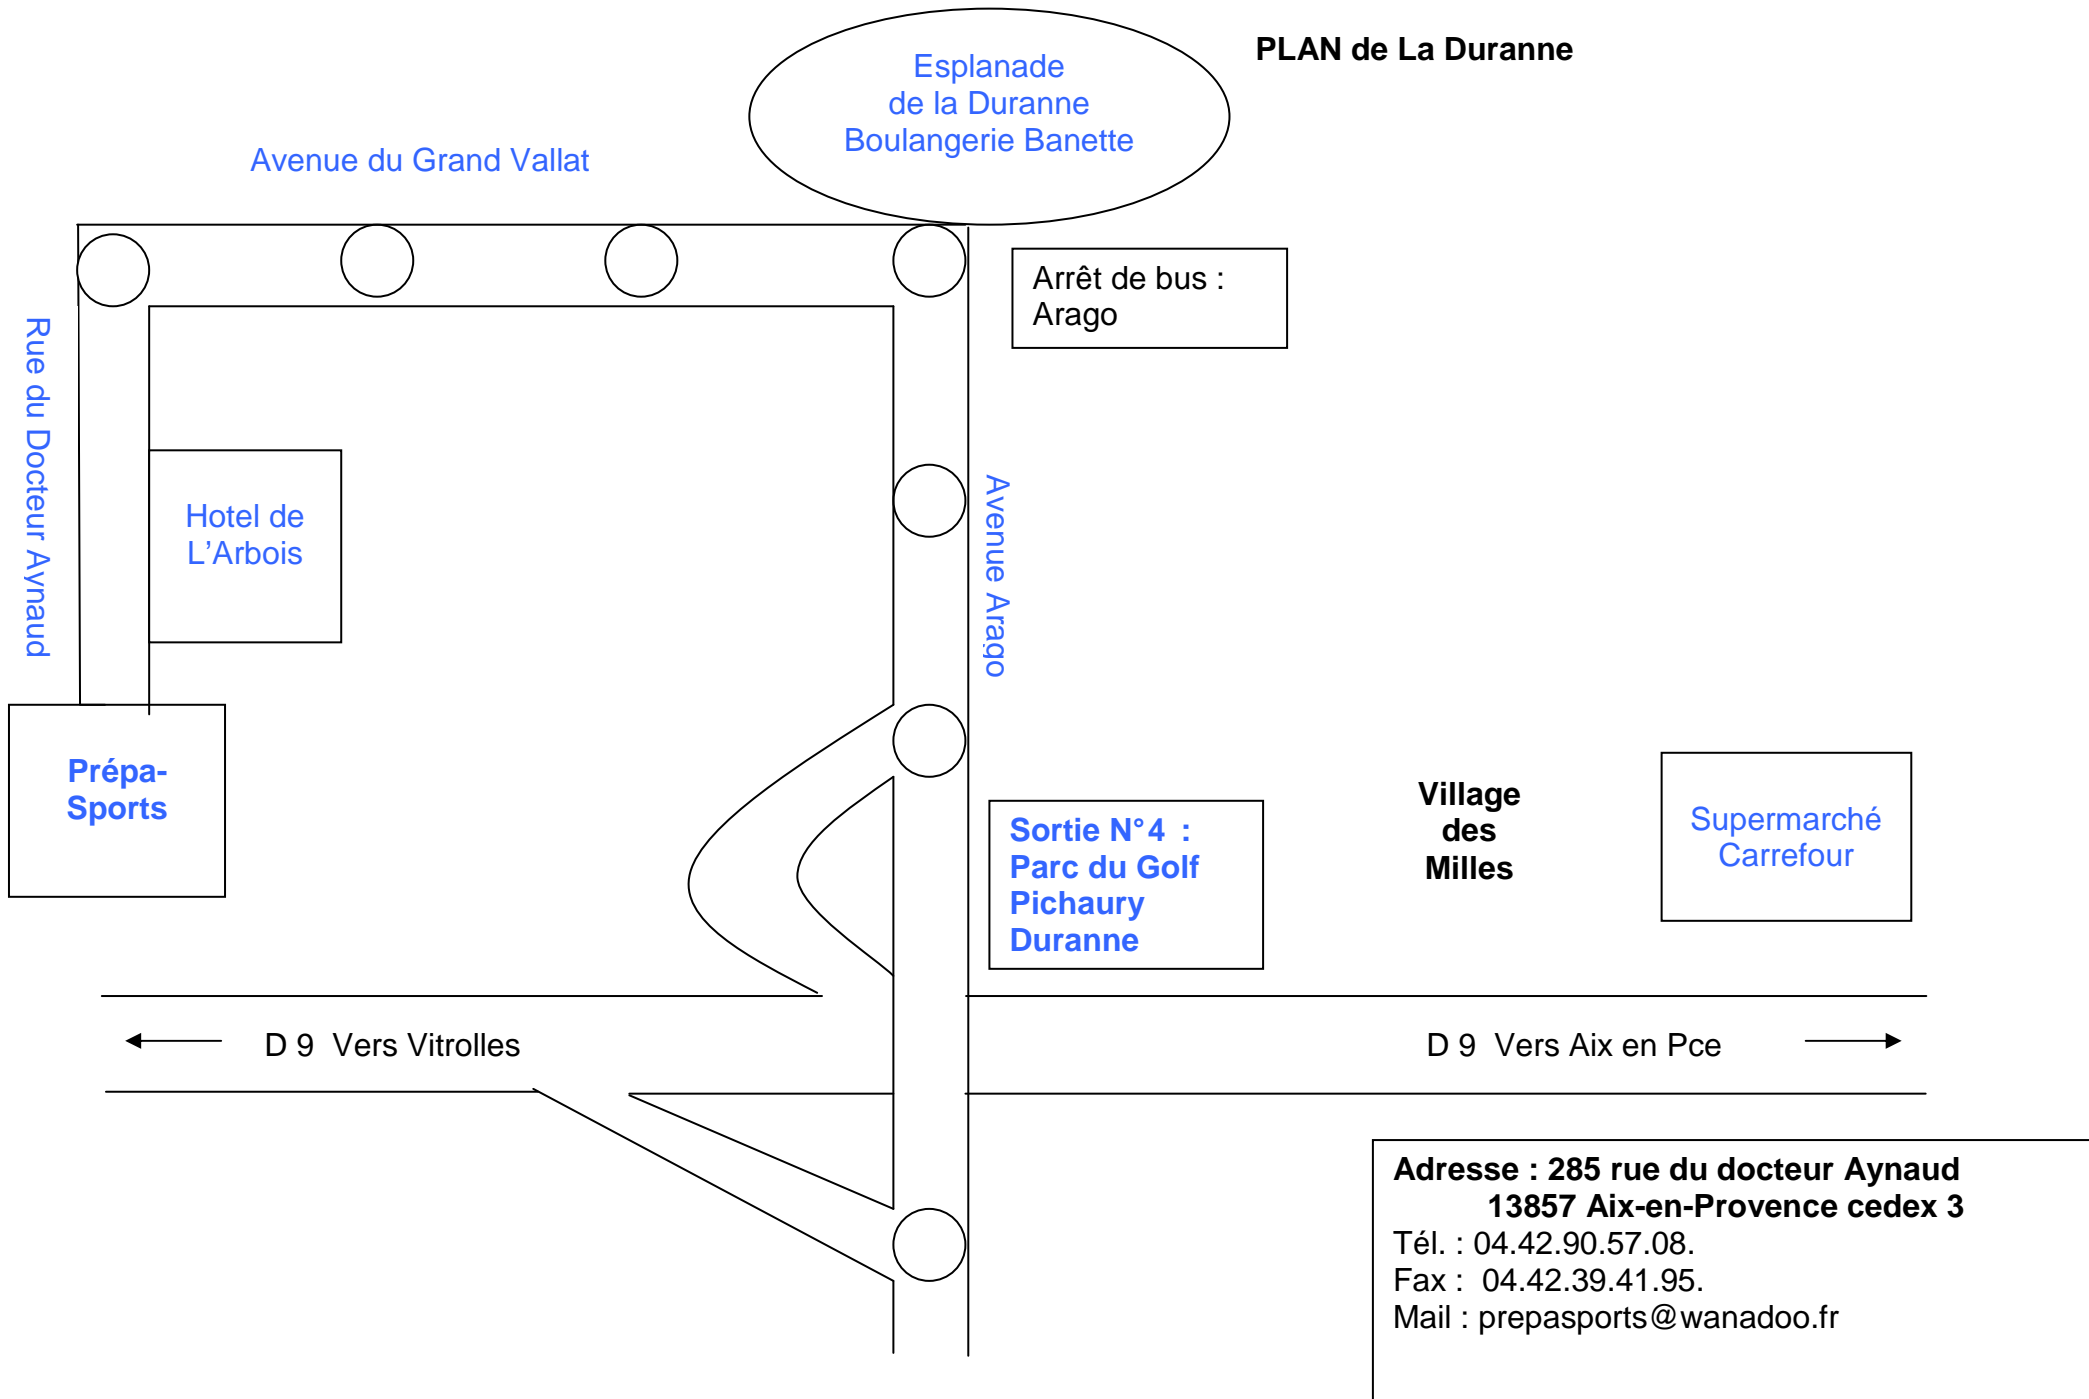 PLAN de La Duranne
Esplanade
de la Duranne
Boulangerie Banette
Avenue du Grand Vallat
Arrêt de bus :
Arago
Rue du Docteur Aynaud
Hotel de
L’Arbois
Avenue Arago
Prépa-
Sports
Sortie N°4 :
Parc du Golf
Pichaury
Duranne
Village
des
Milles
Supermarché
Carrefour
D 9 Vers Vitrolles
D 9 Vers Aix en Pce
Adresse : 285 rue du docteur Aynaud
13857 Aix-en-Provence cedex 3
Tél. : 04.42.90.57.08.
Fax : 04.42.39.41.95.
Mail : prepasports@wanadoo.fr